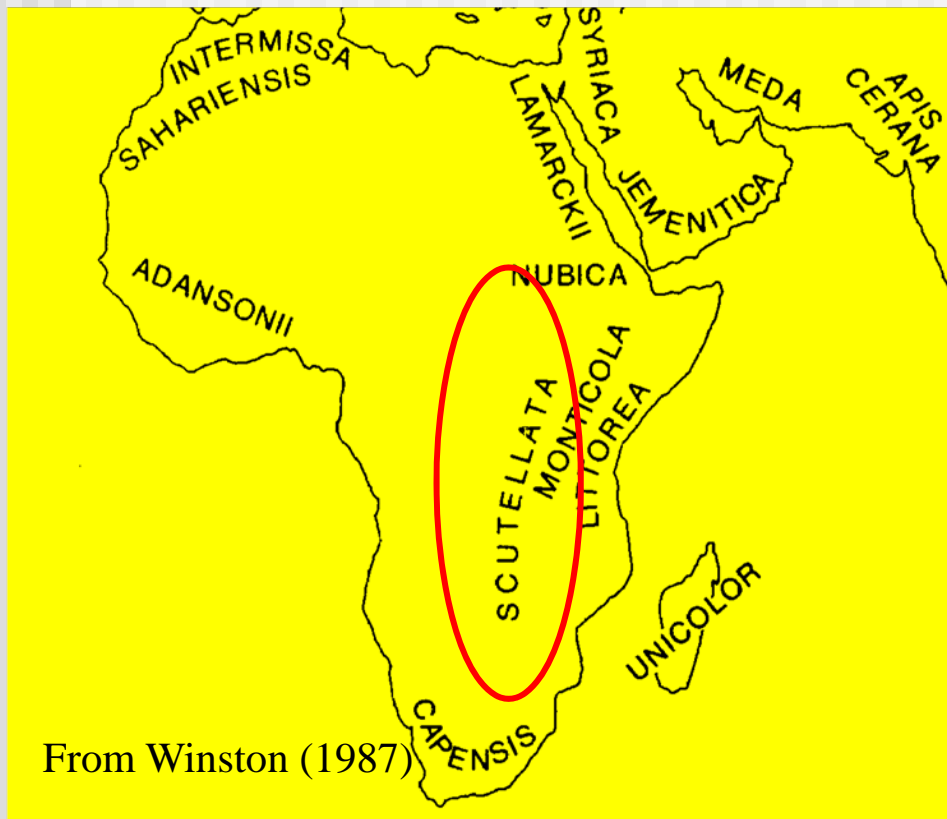 INTERMISSA
SAHARIENSIS
SYRIACA
LAMARCKII
MEDA
APIS
CERANA
JEMENITICA
ADANSONII
NUBICA
SCUTELLATA
MONTICOLA
LITTOREA
UNICOLOR
CAPENSIS
From Winston (1987)